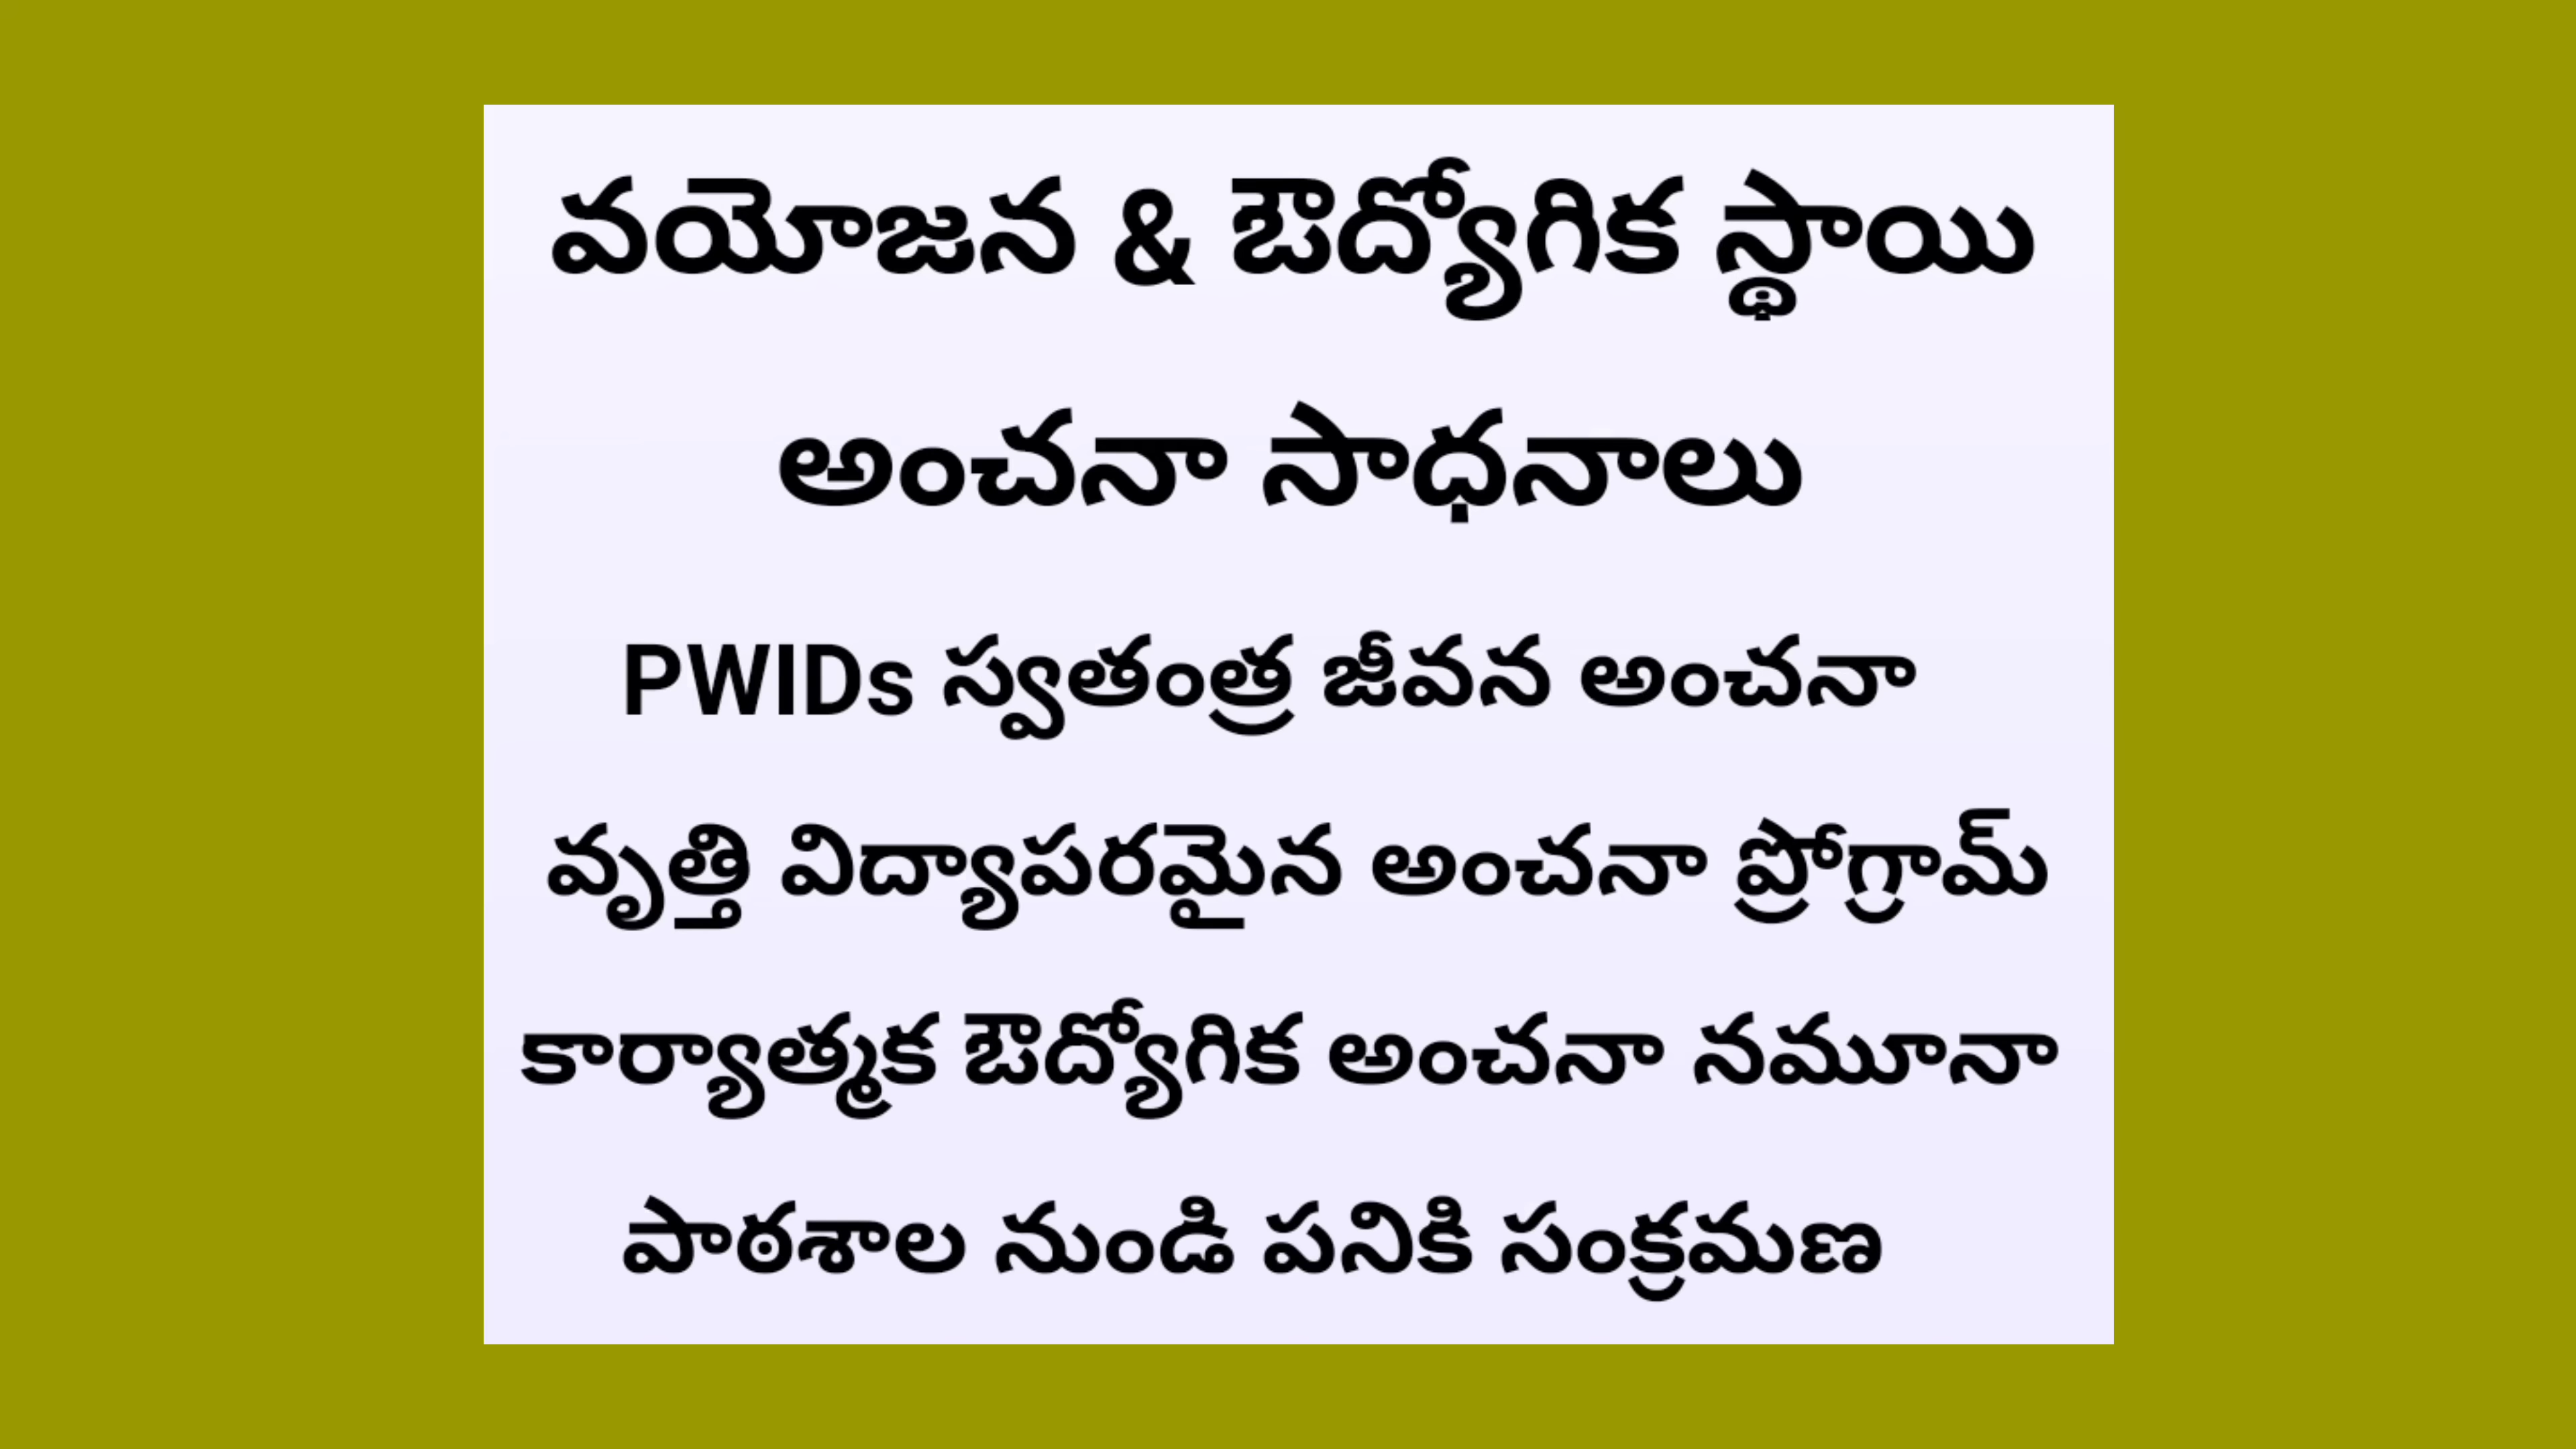 వయోజన & ఔద్యోగిక స్థాయి
అంచనా సాధనాలు
PWIDs స్వతంత్ర జీవన అంచనా
వృత్తి విద్యాపరమైన అంచనా ప్రోగ్రామ్
కార్యాత్మక ఔద్యోగిక అంచనా నమూనా
పాఠశాల నుండి పనికి సంక్రమణ